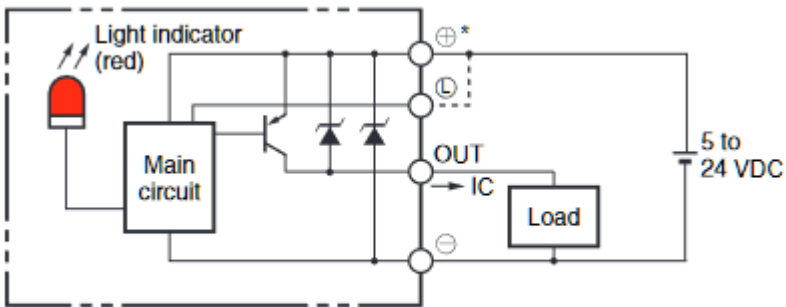 Light indicator
(red)
⊕*
Ⓛ
Main
circuit
OUT
→ IC
Load
⊖
5 to
24 VDC